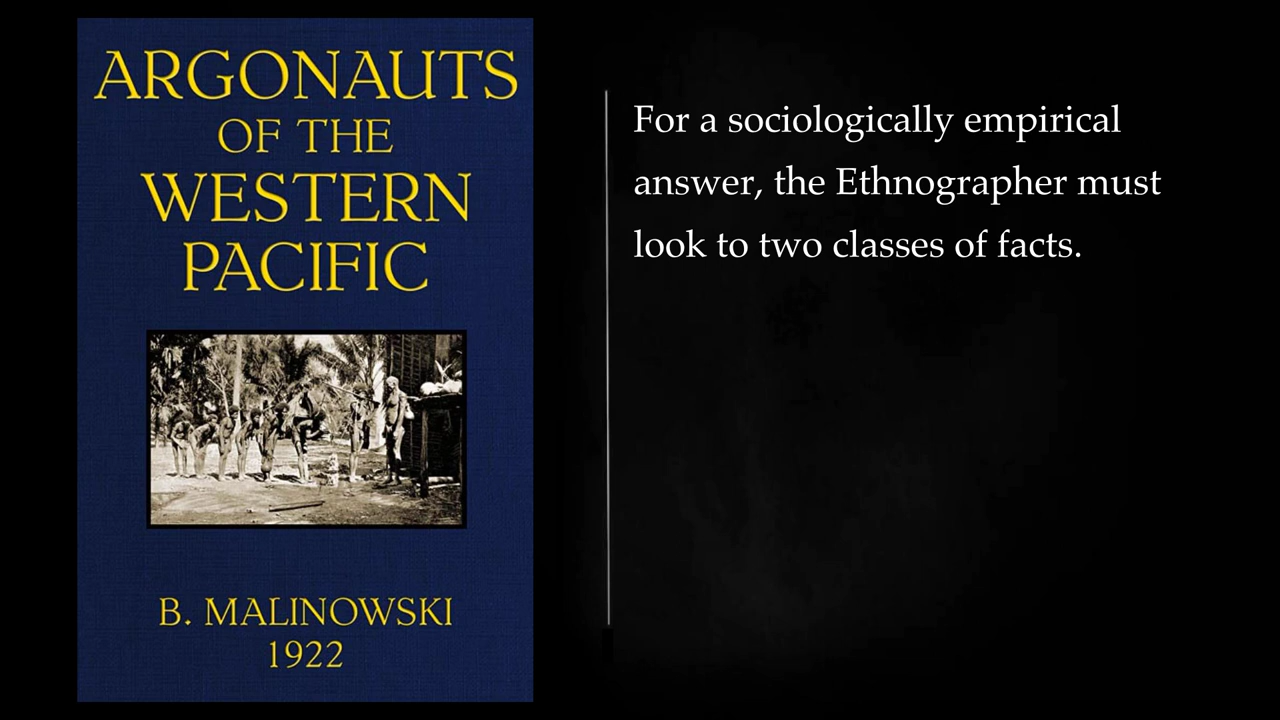 ARGONAUTS
OF THE
WESTERN
PACIFIC
B. MALINOWSKI
1922
For a sociologically empirical
answer, the Ethnographer must
look to two classes of facts.